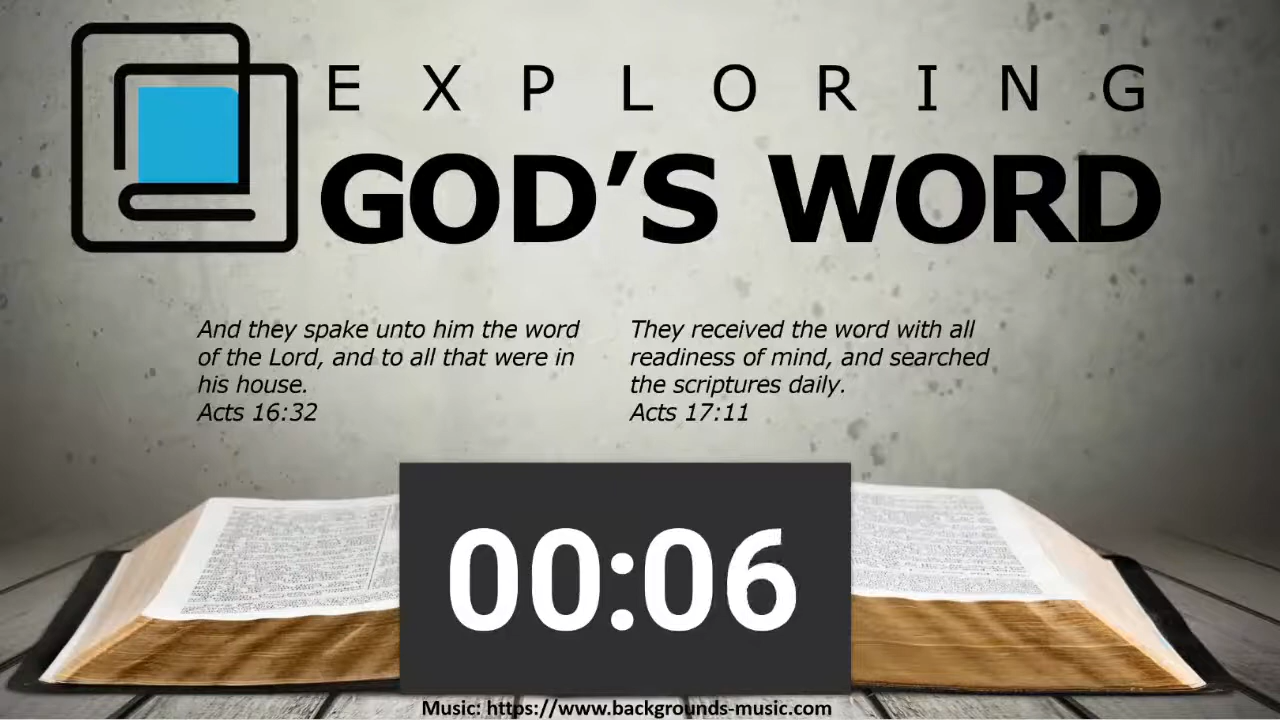 EXPLORING
GOD'S WORD
And they spake unto him the word
of the Lord, and to all that were in
his house.
Acts 16:32
They received the word with all
readiness of mind, and searched
the scriptures daily.
Acts 17:11
00:06
Music: https://www.backgrounds-music.com